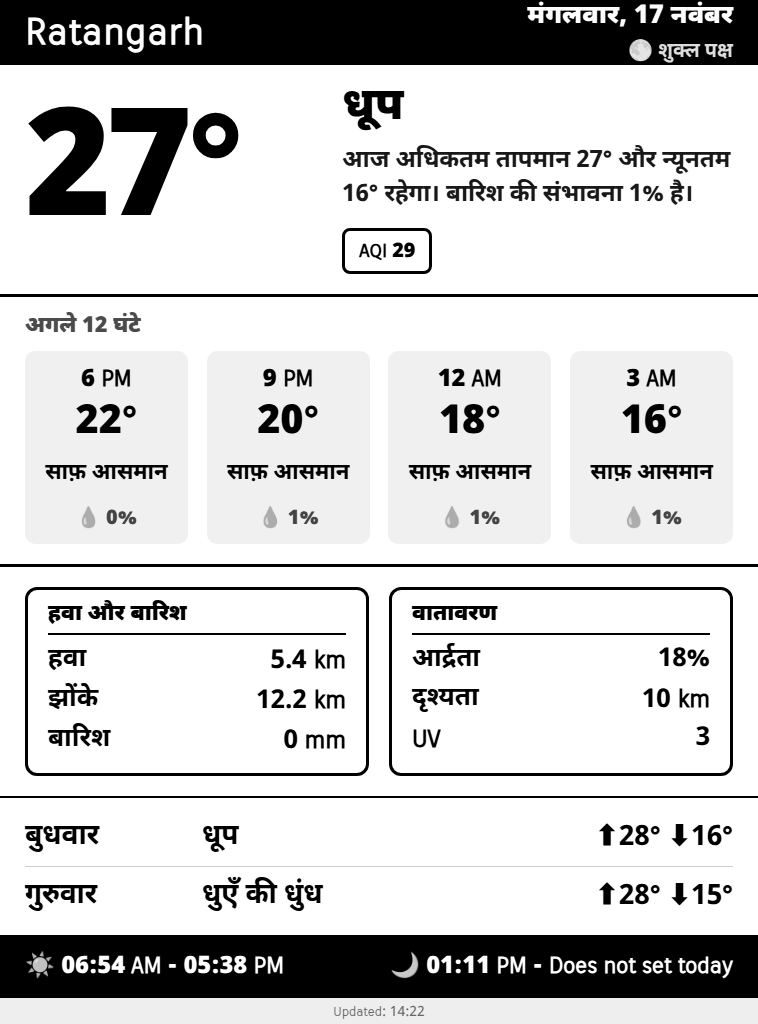 Ratangarh
मंगलवार, 17 नवंबर
शुक्ल पक्ष
27°
धूप
आज अधिकतम तापमान 27° और न्यूनतम
16° रहेगा। बारिश की संभावना 1% है।
AQI 29
अगले 12 घंटे
6 PM 9 PM 12 AM 3 AM
22° 20° 18° 16°
साफ़ आसमान साफ़ आसमान साफ़ आसमान साफ़ आसमान
0% 1% 1% 1%
हवा और बारिश
हवा 5.4 km
झोंके 12.2 km
बारिश 0 mm
वातावरण
आर्द्रता 18%
दृश्यता 10 km
UV 3
बुधवार धूप ⬆28° ⬇16°
गुरुवार धुएँ की धुंध ⬆28° ⬇15°
06:54 AM - 05:38 PM
01:11 PM - Does not set today
Updated: 14:22